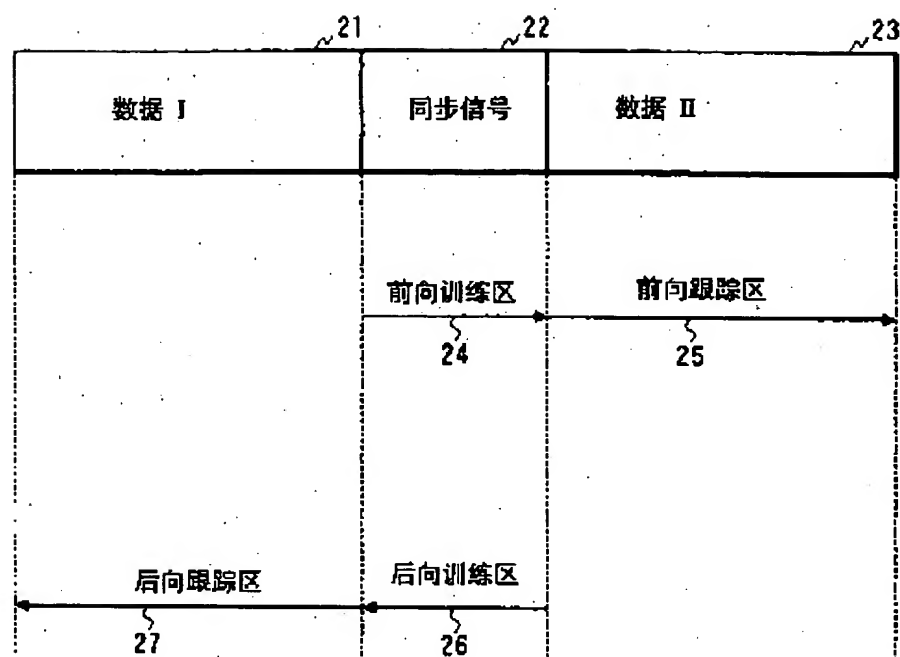 21 22 23
数据 I 同步信号 数据 II
前向训练区 前向跟踪区
24 25
后向跟踪区 后向训练区
27 26